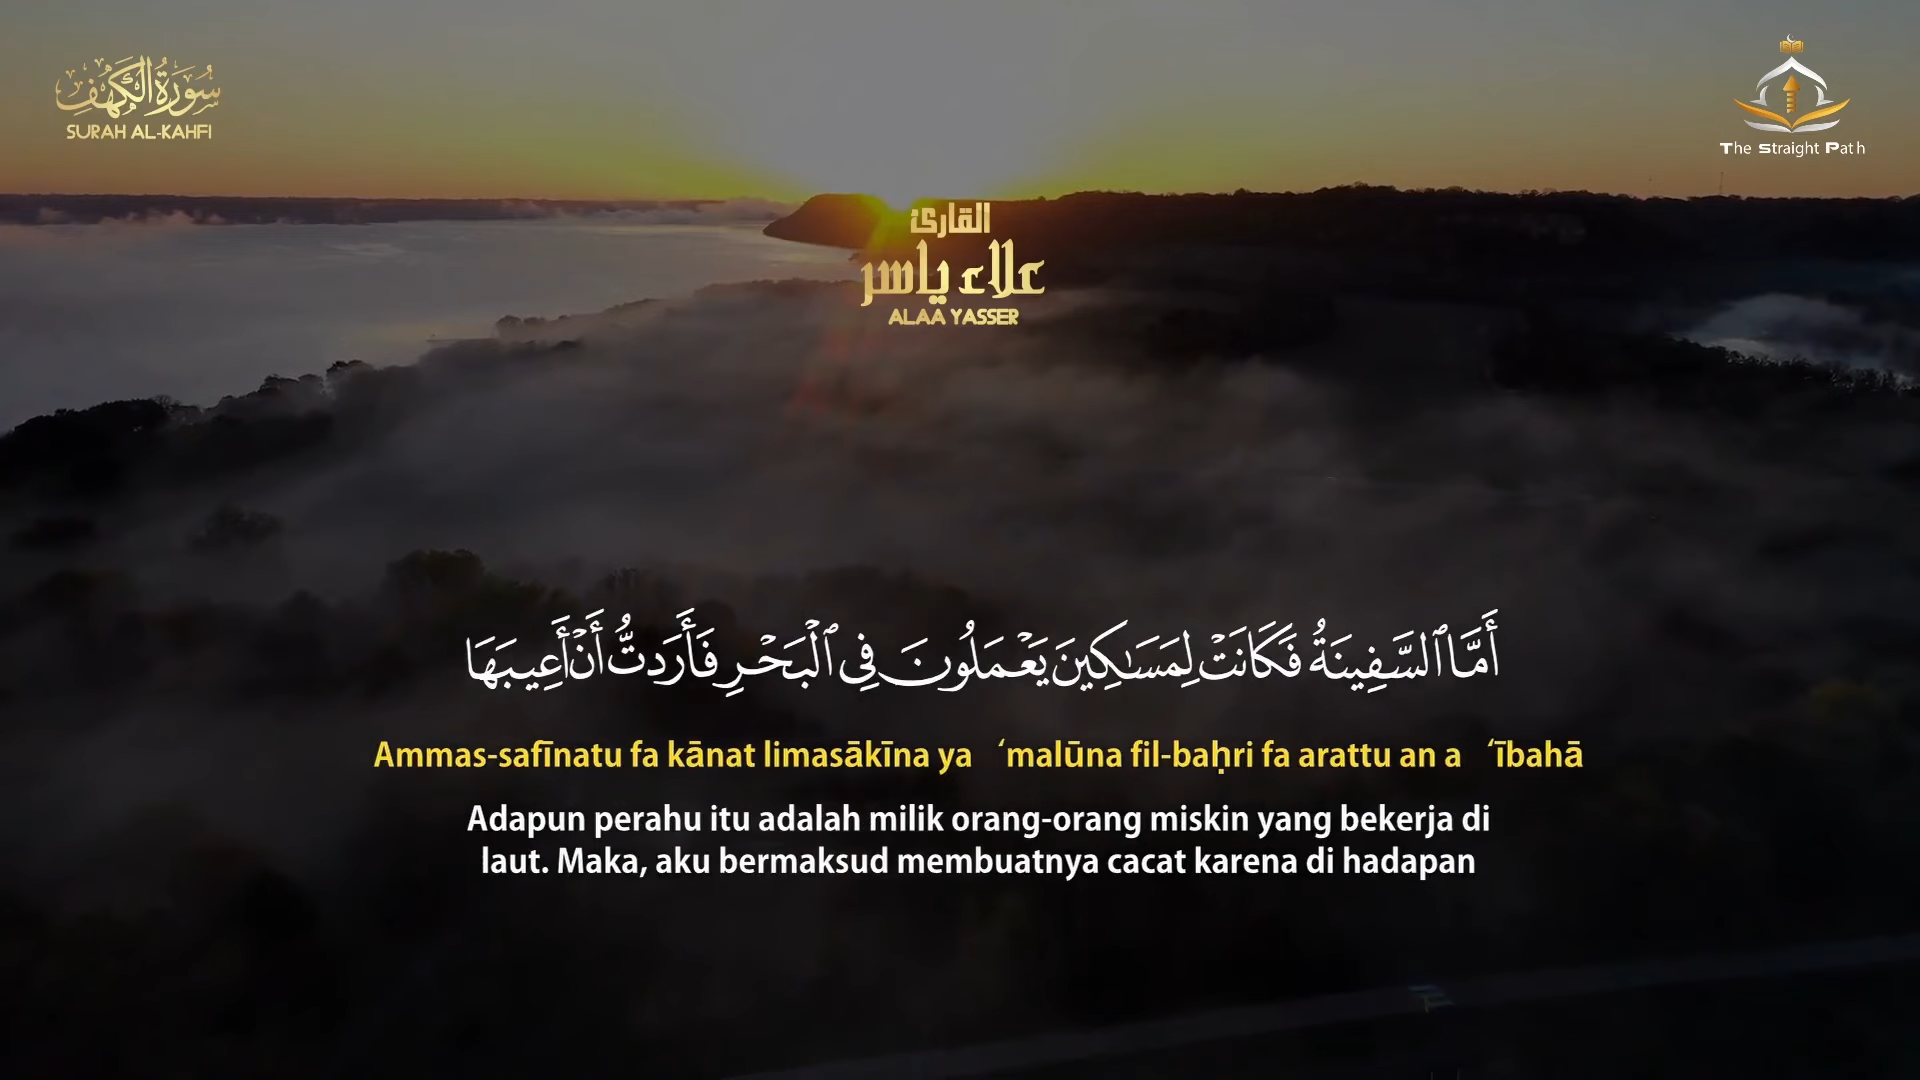 سُورَةُ الكَهْفِ
SURAH AL-KAHFI
The Straight Path
القارئ
علاء ياسر
ALAA YASSER
أَمَّا ٱلسَّفِينَةُ فَكَانَتْ لِمَسَـٰكِينَ يَعْمَلُونَ فِى ٱلْبَحْرِ فَأَرَدتُّ أَنْ أَعِيبَهَا
Ammas-safīnatu fa kānat limasākīna ya ‘malūna fil-baḥri fa arattu an a ‘ībahā
Adapun perahu itu adalah milik orang-orang miskin yang bekerja di
laut. Maka, aku bermaksud membuatnya cacat karena di hadapan